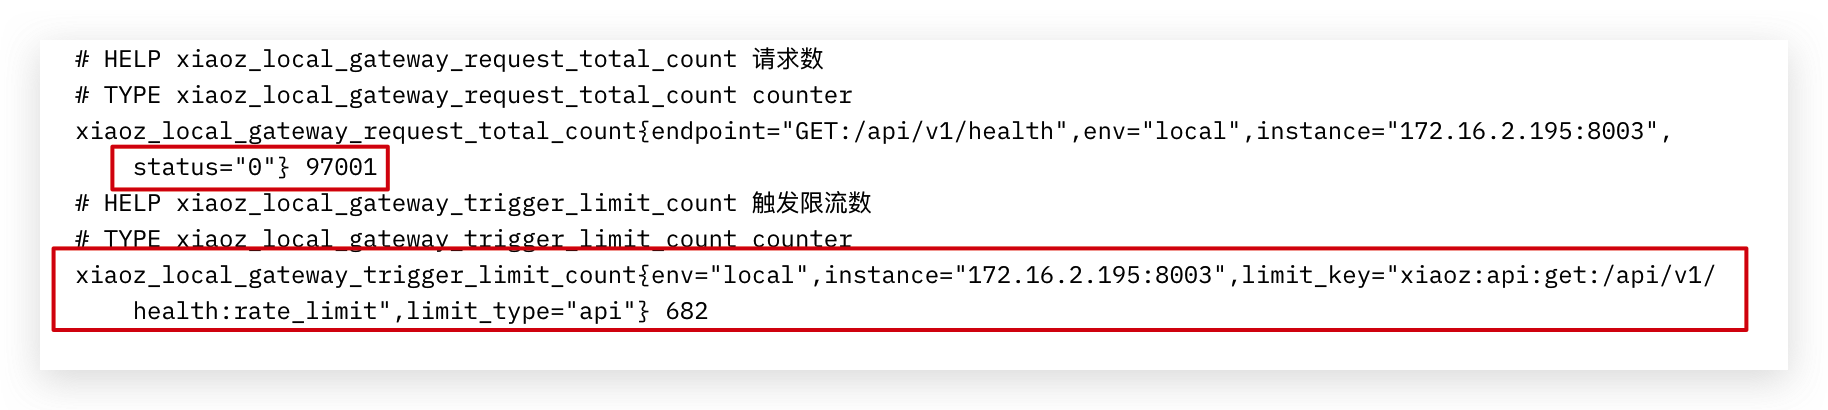 # HELP xiaoz_local_gateway_request_total_count 请求数
# TYPE xiaoz_local_gateway_request_total_count counter
xiaoz_local_gateway_request_total_count{endpoint="GET:/api/v1/health",env="local",instance="172.16.2.195:8003",
status="0"} 97001
# HELP xiaoz_local_gateway_trigger_limit_count 触发限流数
# TYPE xiaoz_local_gateway_trigger_limit_count counter
xiaoz_local_gateway_trigger_limit_count{env="local",instance="172.16.2.195:8003",limit_key="xiaoz:api:get:/api/v1/
health:rate_limit",limit_type="api"} 682